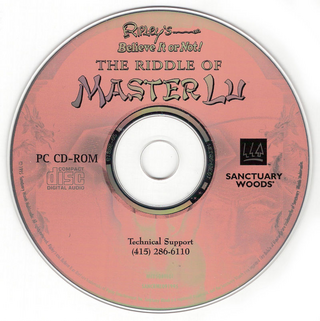 Ripley's
Believe It or Not!
THE RIDDLE OF
MASTER LU
PC CD-ROM
COMPACT
disc
DIGITAL AUDIO
SANCTUARY
WOODS
Technical Support
(415) 286-6110